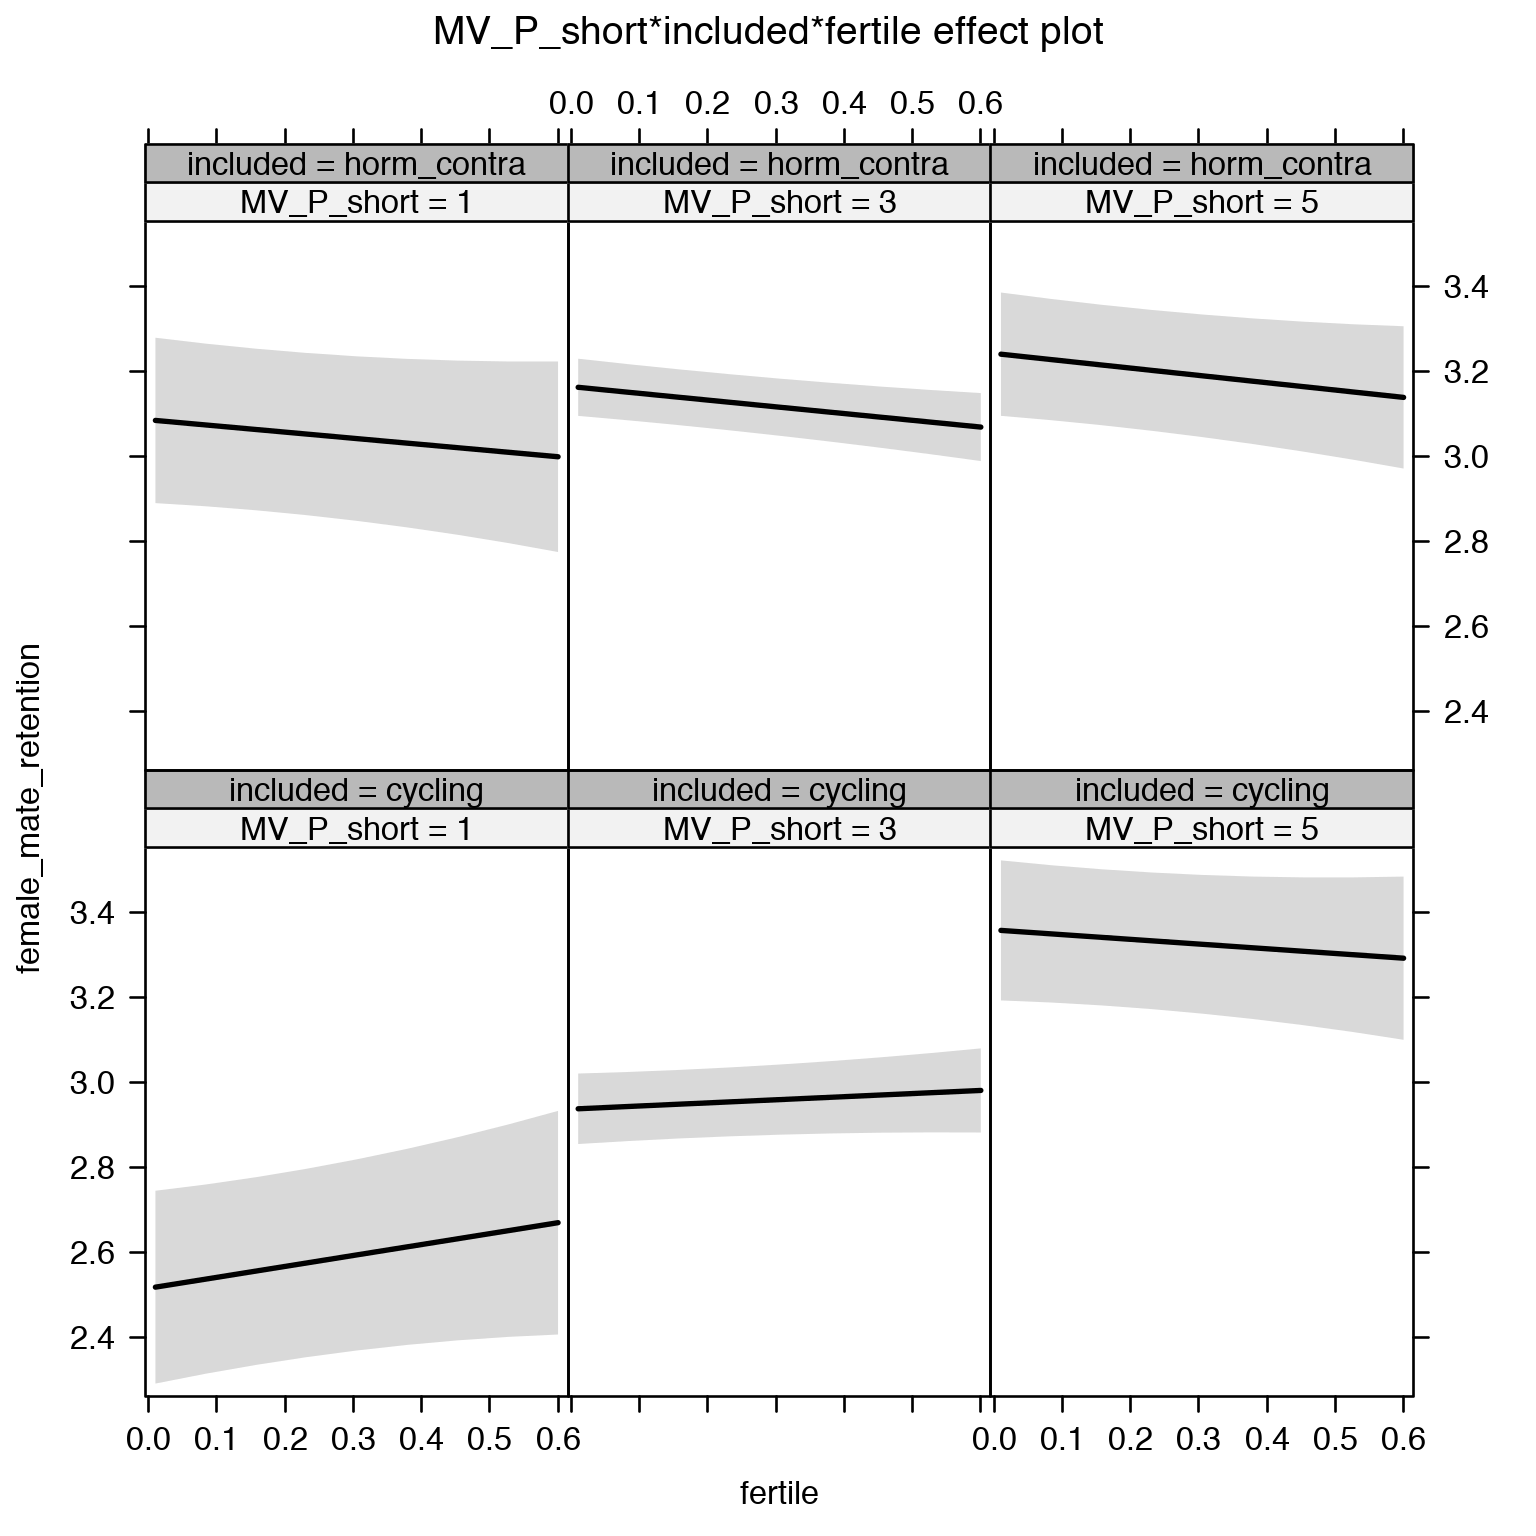 MV_P_short*included*fertile effect plot
0.0 0.1 0.2 0.3 0.4 0.5 0.6
included = horm_contra included = horm_contra included = horm_contra
MV_P_short = 1 MV_P_short = 3 MV_P_short = 5
3.4
3.2
3.0
2.8
2.6
2.4
female_mate_retention
included = cycling included = cycling included = cycling
MV_P_short = 1 MV_P_short = 3 MV_P_short = 5
3.4
3.2
3.0
2.8
2.6
2.4
0.0 0.1 0.2 0.3 0.4 0.5 0.6 0.0 0.1 0.2 0.3 0.4 0.5 0.6
fertile